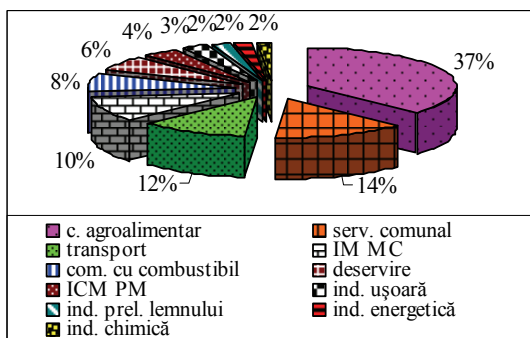 4% 3% 2% 2% 2%
6% 37%
8%
10%
12% 14%
c. agroalimentar serv. comunal
transport IM MC
com. cu combustibil deservire
ICM PM ind. uşoară
ind. prel. lemnului ind. energetică
ind. chimică